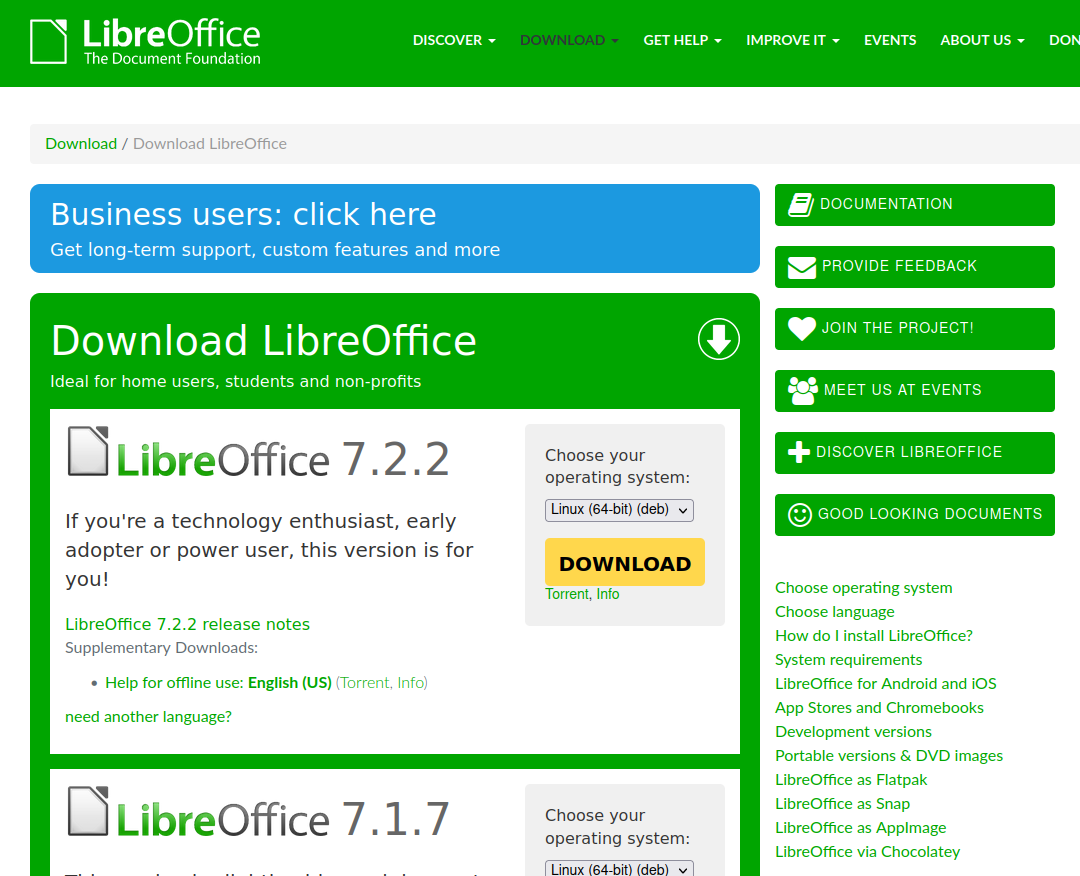 LibreOffice
The Document Foundation
DISCOVER DOWNLOAD GET HELP IMPROVE IT EVENTS ABOUT US DON
Download / Download LibreOffice
Business users: click here
Get long-term support, custom features and more
Download LibreOffice
Ideal for home users, students and non-profits
LibreOffice 7.2.2
If you're a technology enthusiast, early
adopter or power user, this version is for
you!
LibreOffice 7.2.2 release notes
Supplementary Downloads:
• Help for offline use: English (US) (Torrent, Info)
need another language?
Choose your
operating system:
Linux (64-bit) (deb)
DOWNLOAD
Torrent, Info
LibreOffice 7.1.7
Choose your
operating system:
Linux (64-bit) (deb)
DOCUMENTATION
PROVIDE FEEDBACK
JOIN THE PROJECT!
MEET US AT EVENTS
DISCOVER LIBREOFFICE
GOOD LOOKING DOCUMENTS
Choose operating system
Choose language
How do I install LibreOffice?
System requirements
LibreOffice for Android and iOS
App Stores and Chromebooks
Development versions
Portable versions & DVD images
LibreOffice as Flatpak
LibreOffice as Snap
LibreOffice as AppImage
LibreOffice via Chocolatey